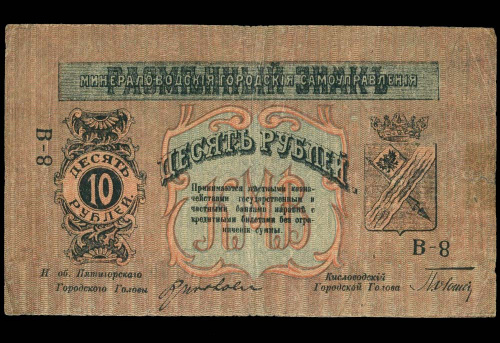 РАЗМѢННЫЙ ЗНАКЪ
МИНЕРАЛОВОДСКІЯ ГОРОДСКІЯ САМОУПРАВЛЕНІЯ
В-8
ДЕСЯТЬ
10
РУБЛЕЙ
ДЕСЯТЬ РУБЛЕЙ
Принимаются мѣстными казна-
чействами государственными и
частными банками наравнѣ с
кредитными билетами без огра-
ниченія суммы.
В-8
И об. Пятигорского
Городского Головы
Кисловодскій
Городской Голова